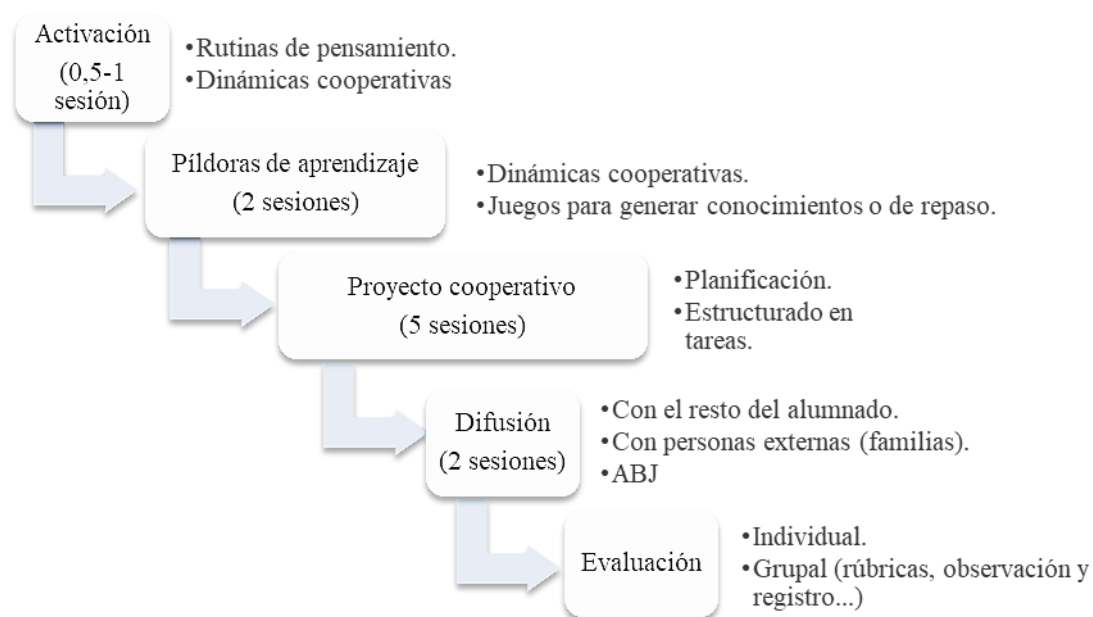 Activación
(0,5-1
sesión)
•Rutinas de pensamiento.
•Dinámicas cooperativas
Píldoras de aprendizaje
(2 sesiones)
•Dinámicas cooperativas.
•Juegos para generar conocimientos o de repaso.
Proyecto cooperativo
(5 sesiones)
•Planificación.
•Estructurado en
tareas.
Difusión
(2 sesiones)
•Con el resto del alumnado.
•Con personas externas (familias).
•ABJ
Evaluación
•Individual.
•Grupal (rúbricas, observación y
registro...)